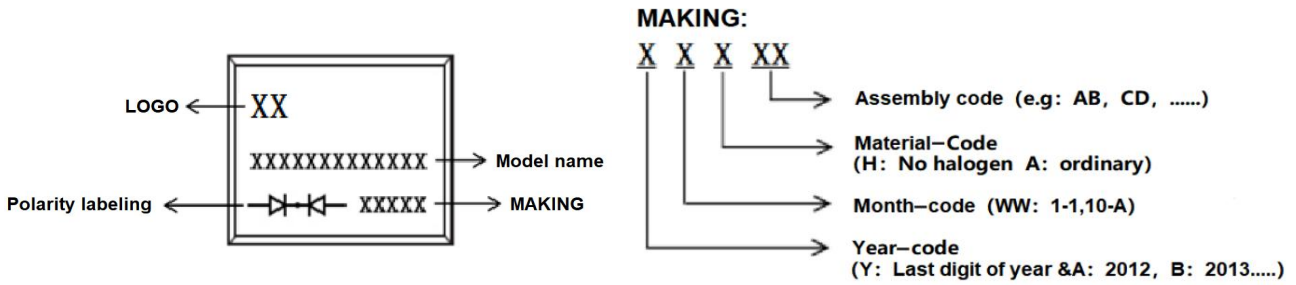 LOGO
XX
XXXXXXXXXXXXX
Model name
Polarity labeling
XXXXX
MAKING
MAKING:
X X X XX
Assembly code (e.g: AB, CD, ......)
Material-Code
(H: No halogen A: ordinary)
Month-code (WW: 1-1,10-A)
Year-code
(Y: Last digit of year &A: 2012, B: 2013.....)